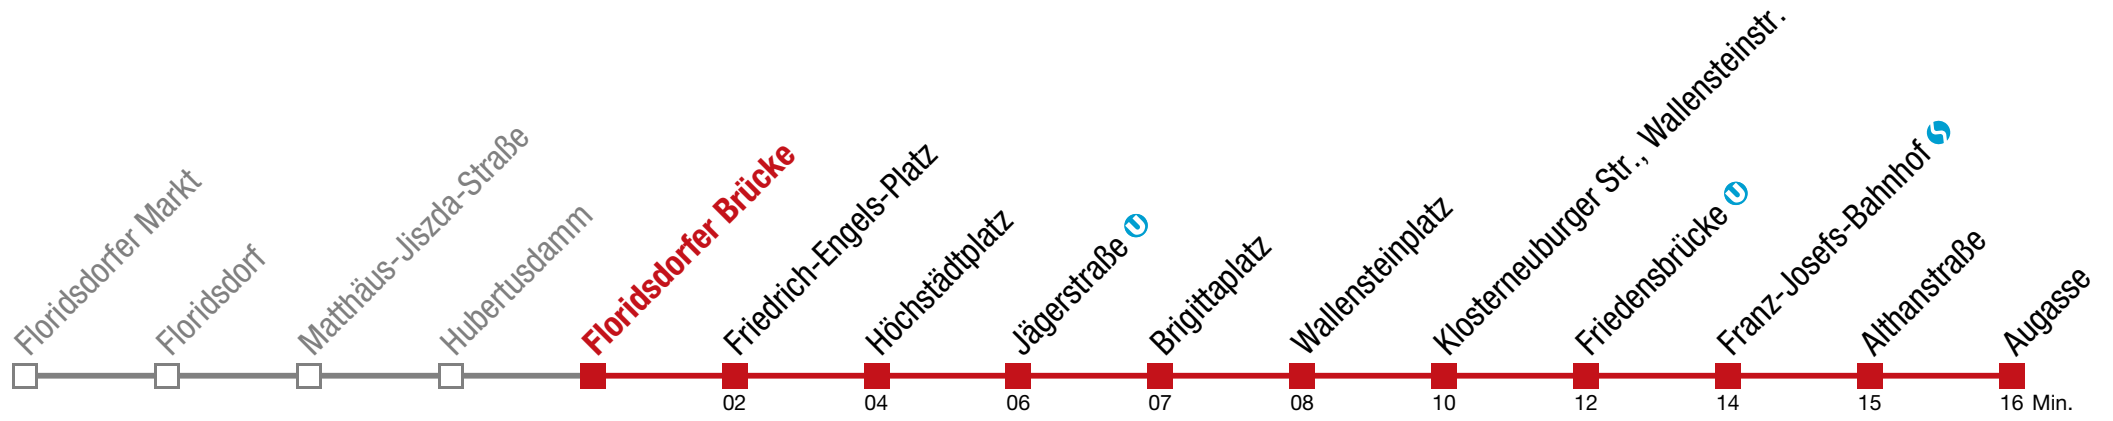 Floridsdorfer Markt
Floridsdorf
Matthäus-Jiszda-Straße
Hubertusdamm
Floridsdorfer Brücke
Friedrich-Engels-Platz
Höchstädtplatz
Jägerstraße U
Brigittaplatz
Wallensteinplatz
Klosterneuburger Str., Wallensteinstr.
Friedensbrücke U
Franz-Josefs-Bahnhof S
Althanstraße
Augasse
02 04 06 07 08 10 12 14 15 16 Min.